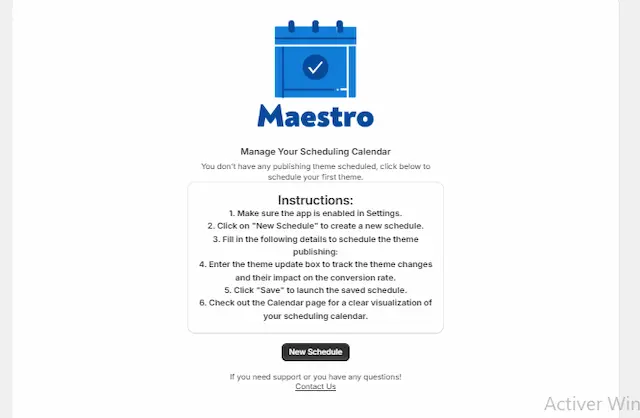 Maestro
Manage Your Scheduling Calendar
You don't have any publishing theme scheduled, click below to
schedule your first theme.
Instructions:
1. Make sure the app is enabled in Settings.
2. Click on "New Schedule" to create a new schedule.
3. Fill in the following details to schedule the theme
publishing:
4. Enter the theme update box to track the theme changes
and their impact on the conversion rate.
5. Click "Save" to launch the saved schedule.
6. Check out the Calendar page for a clear visualization of
your scheduling calendar.
New Schedule
If you need support or you have any questions!
Contact Us
Activer Win